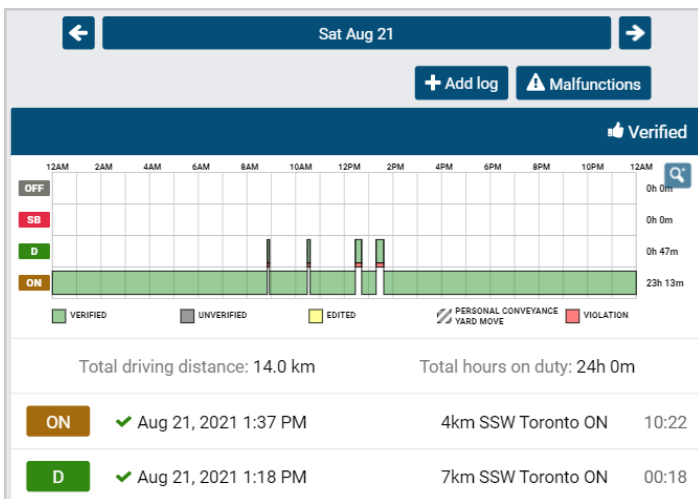 Sat Aug 21
Add log Malfunctions
Verified
12AM 2AM 4AM 6AM 8AM 10AM 12PM 2PM 4PM 6PM 8PM 10PM 12AM
OFF 0h 0m
SB 0h 0m
D 0h 47m
ON 23h 13m
VERIFIED UNVERIFIED EDITED PERSONAL CONVEYANCE VIOLATION
YARD MOVE
Total driving distance: 14.0 km Total hours on duty: 24h 0m
ON Aug 21, 2021 1:37 PM 4km SSW Toronto ON 10:22
D Aug 21, 2021 1:18 PM 7km SSW Toronto ON 00:18